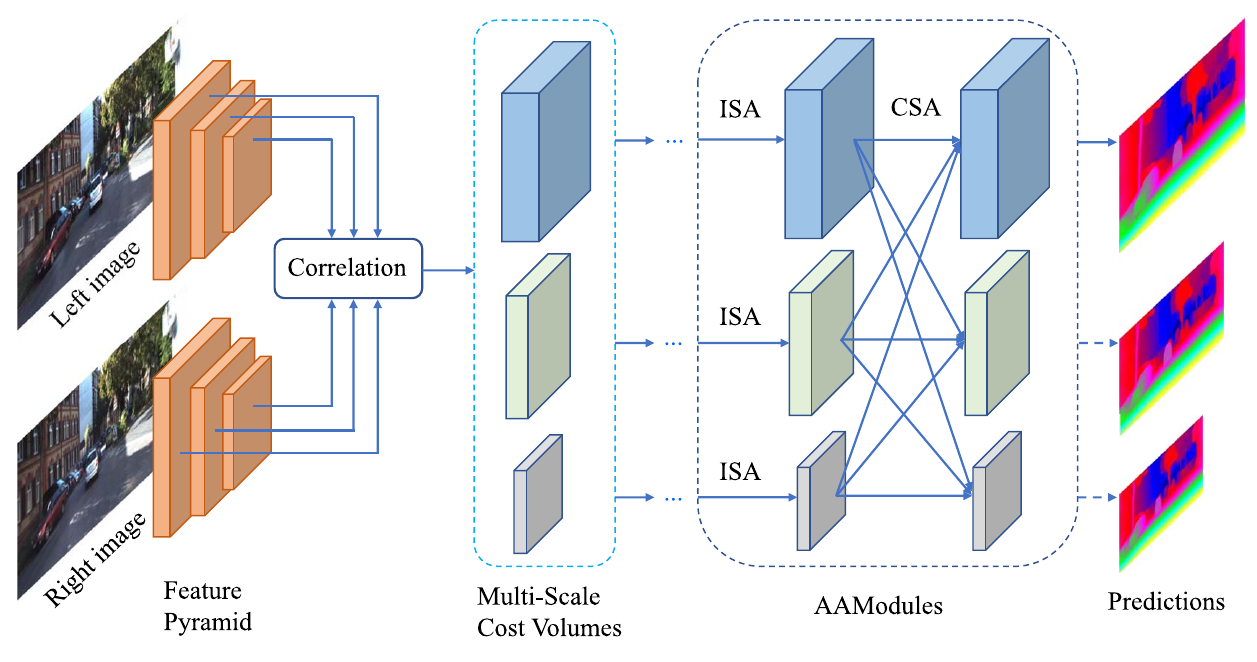 Left image
Right image
Feature
Pyramid
Correlation
Multi-Scale
Cost Volumes
...
...
...
ISA
CSA
ISA
ISA
AAModules
Predictions